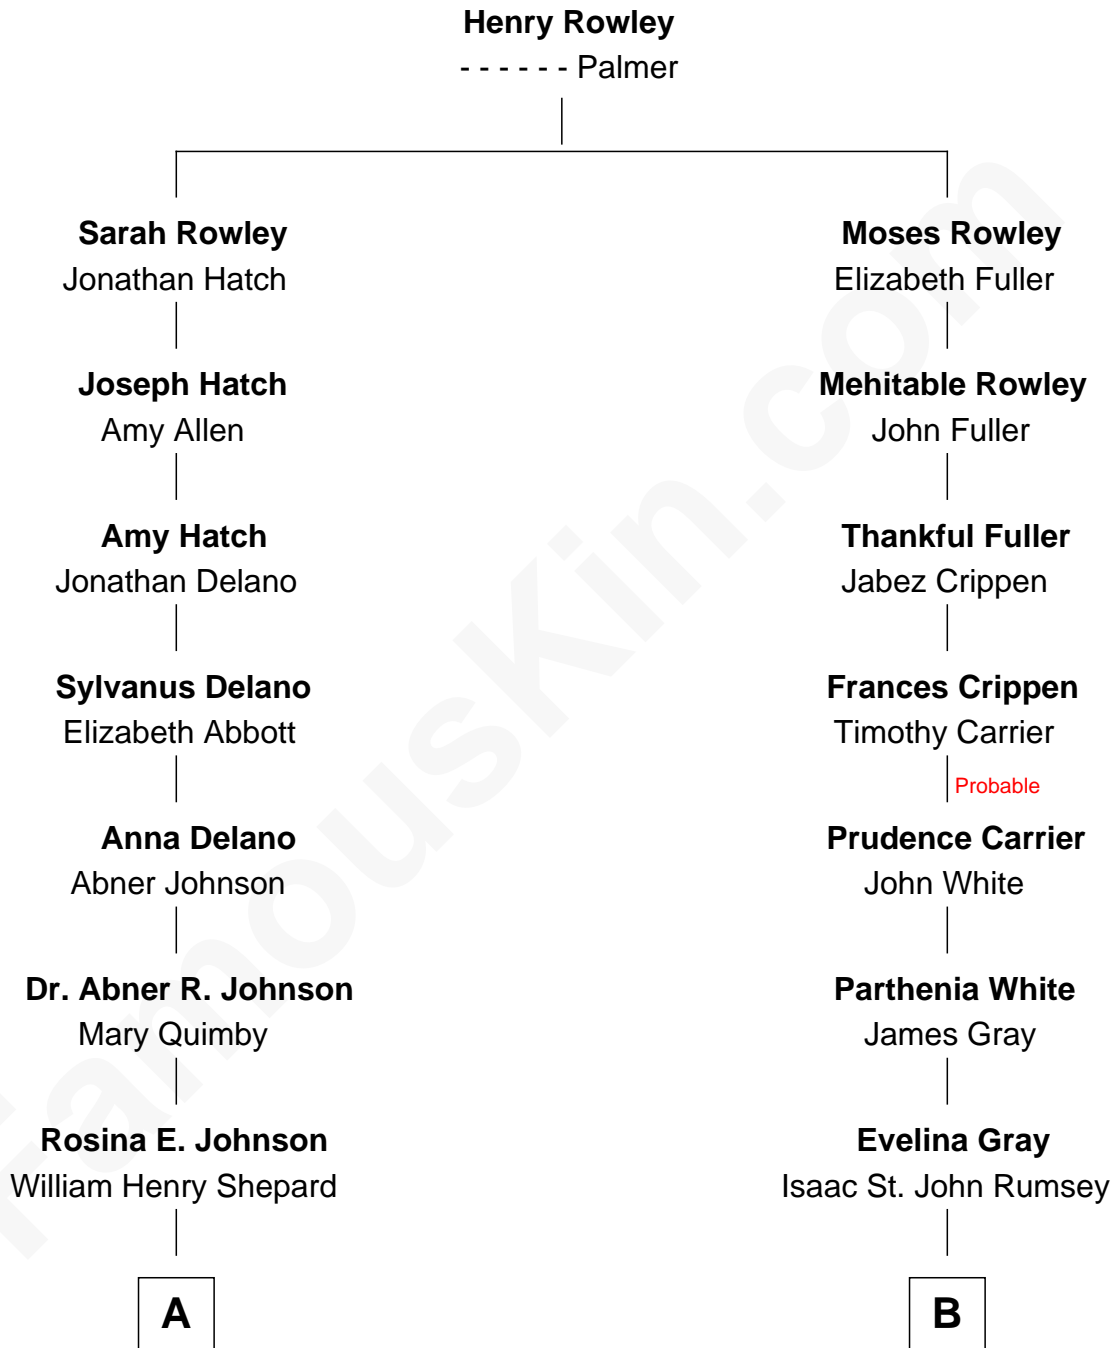 Henry Rowley
- - - - - - Palmer
Sarah Rowley
Jonathan Hatch
Moses Rowley
Elizabeth Fuller
Joseph Hatch
Amy Allen
Mehitable Rowley
John Fuller
Amy Hatch
Jonathan Delano
Thankful Fuller
Jabez Crippen
Sylvanus Delano
Elizabeth Abbott
Frances Crippen
Timothy Carrier
Probable
Anna Delano
Abner Johnson
Prudence Carrier
John White
Dr. Abner R. Johnson
Mary Quimby
Parthenia White
James Gray
Rosina E. Johnson
William Henry Shepard
Evelina Gray
Isaac St. John Rumsey
A
B
FamousKin.com